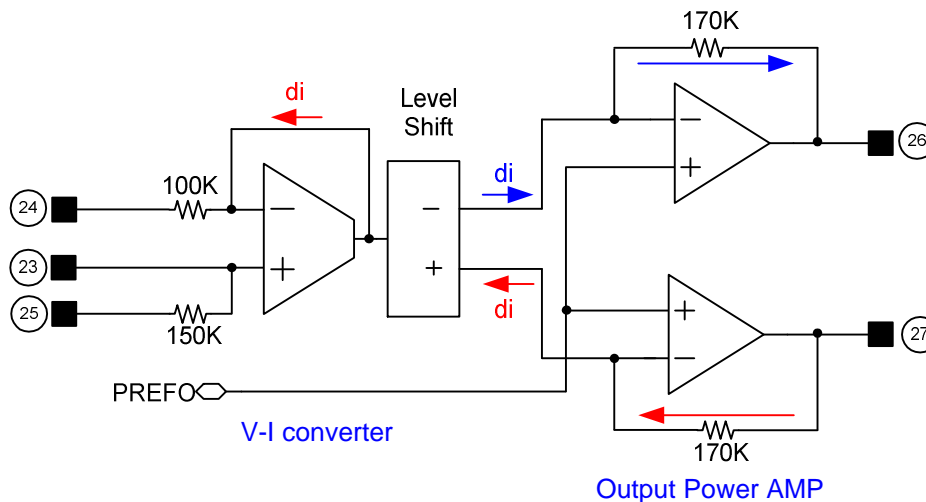 170K
di
Level
Shift
26
100K
di
24
23
25
150K
di
27
PREFO
V-I converter
170K
Output Power AMP